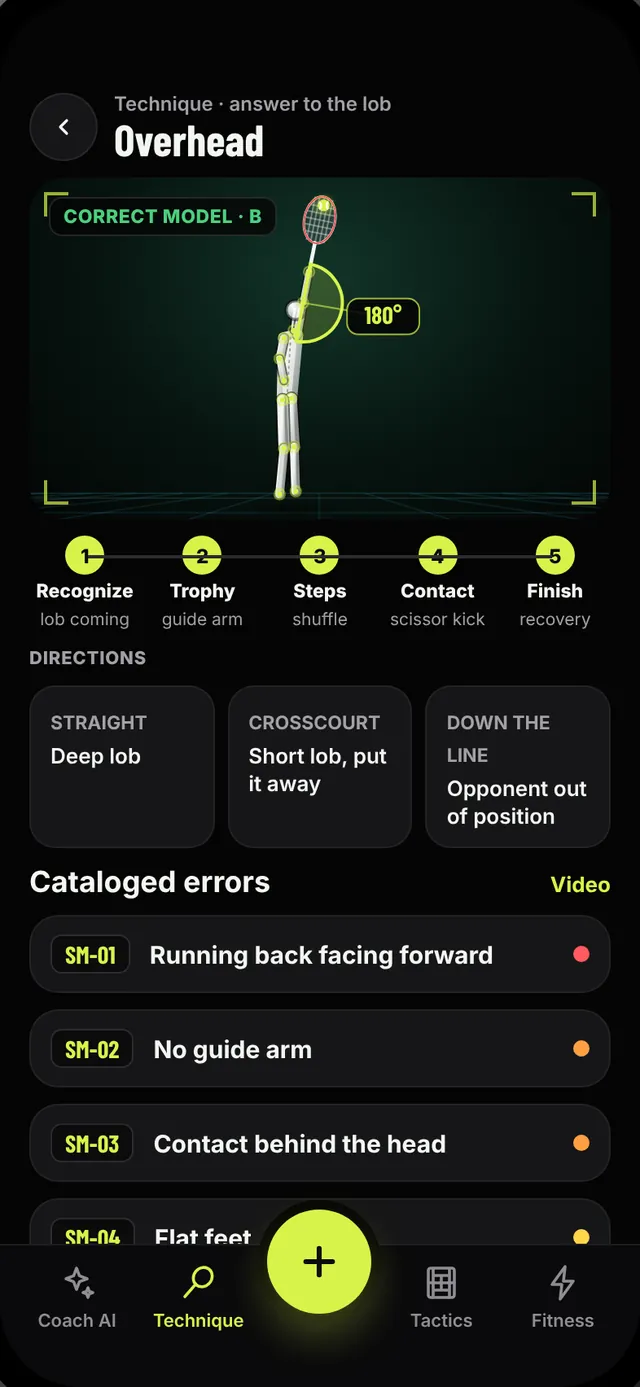 Technique · answer to the lob
Overhead
CORRECT MODEL · B
180°
1 2 3 4 5
Recognize Trophy Steps Contact Finish
lob coming guide arm shuffle scissor kick recovery
DIRECTIONS
STRAIGHT
Deep lob
CROSSCOURT
Short lob, put
it away
DOWN THE
LINE
Opponent out
of position
Cataloged errors Video
SM-01 Running back facing forward
SM-02 No guide arm
SM-03 Contact behind the head
SM-04 Flat feet
Coach AI Technique Tactics Fitness